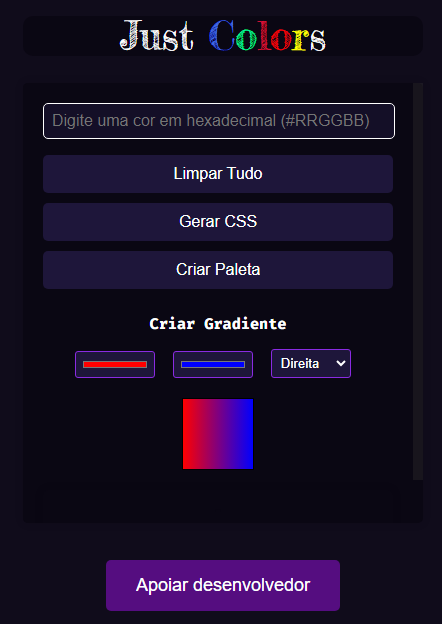 Just Colors
Digite uma cor em hexadecimal (#RRGGBB)
Limpar Tudo
Gerar CSS
Criar Paleta
Criar Gradiente
Direita
Apoiar desenvolvedor